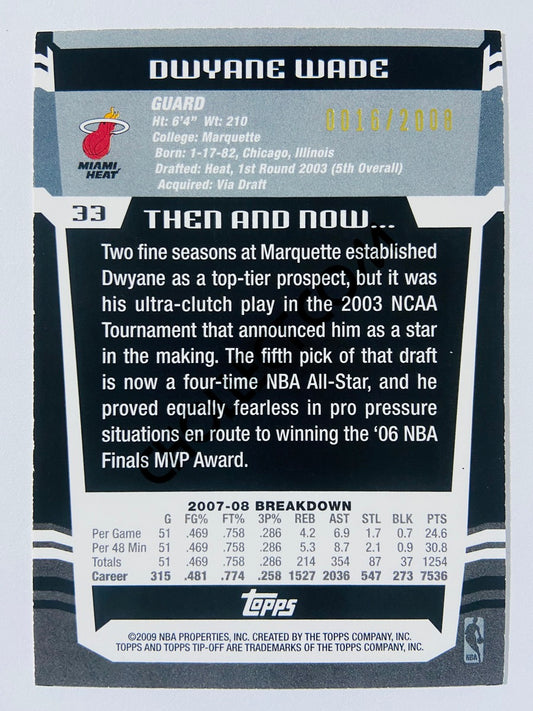 DWYANE WADE
GUARD
Ht: 6'4" Wt: 210
0016/2008
College: Marquette
Born: 1-17-82, Chicago, Illinois
Drafted: Heat, 1st Round 2003 (5th Overall)
Acquired: Via Draft
MIAMI
HEAT
33
THEN AND NOW...
Two fine seasons at Marquette established
Dwyane as a top-tier prospect, but it was
his ultra-clutch play in the 2003 NCAA
Tournament that announced him as a star
in the making. The fifth pick of that draft
is now a four-time NBA All-Star, and he
proved equally fearless in pro pressure
situations en route to winning the ‘06 NBA
Finals MVP Award.
2007-08 BREAKDOWN
G FG% FT% 3P% REB AST STL BLK PTS
Per Game 51 .469 .758 .286 4.2 6.9 1.7 0.7 24.6
Per 48 Min 51 .469 .758 .286 5.3 8.7 2.1 0.9 30.8
Totals 51 .469 .758 .286 214 354 87 37 1254
Career 315 .481 .774 .258 1527 2036 547 273 7536
topps
©2009 NBA PROPERTIES, INC. CREATED BY THE TOPPS COMPANY, INC.
TOPPS AND TOPPS TIP-OFF ARE TRADEMARKS OF THE TOPPS COMPANY, INC.
NBA